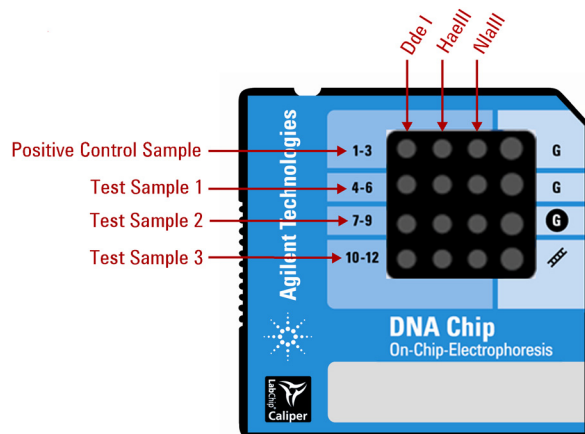 Dde I
HaeIII
NlaIII
Positive Control Sample
1-3
G
Test Sample 1
4-6
G
Test Sample 2
7-9
G
Test Sample 3
10-12
Agilent Technologies
DNA Chip
On-Chip-Electrophoresis
LabChip
Caliper